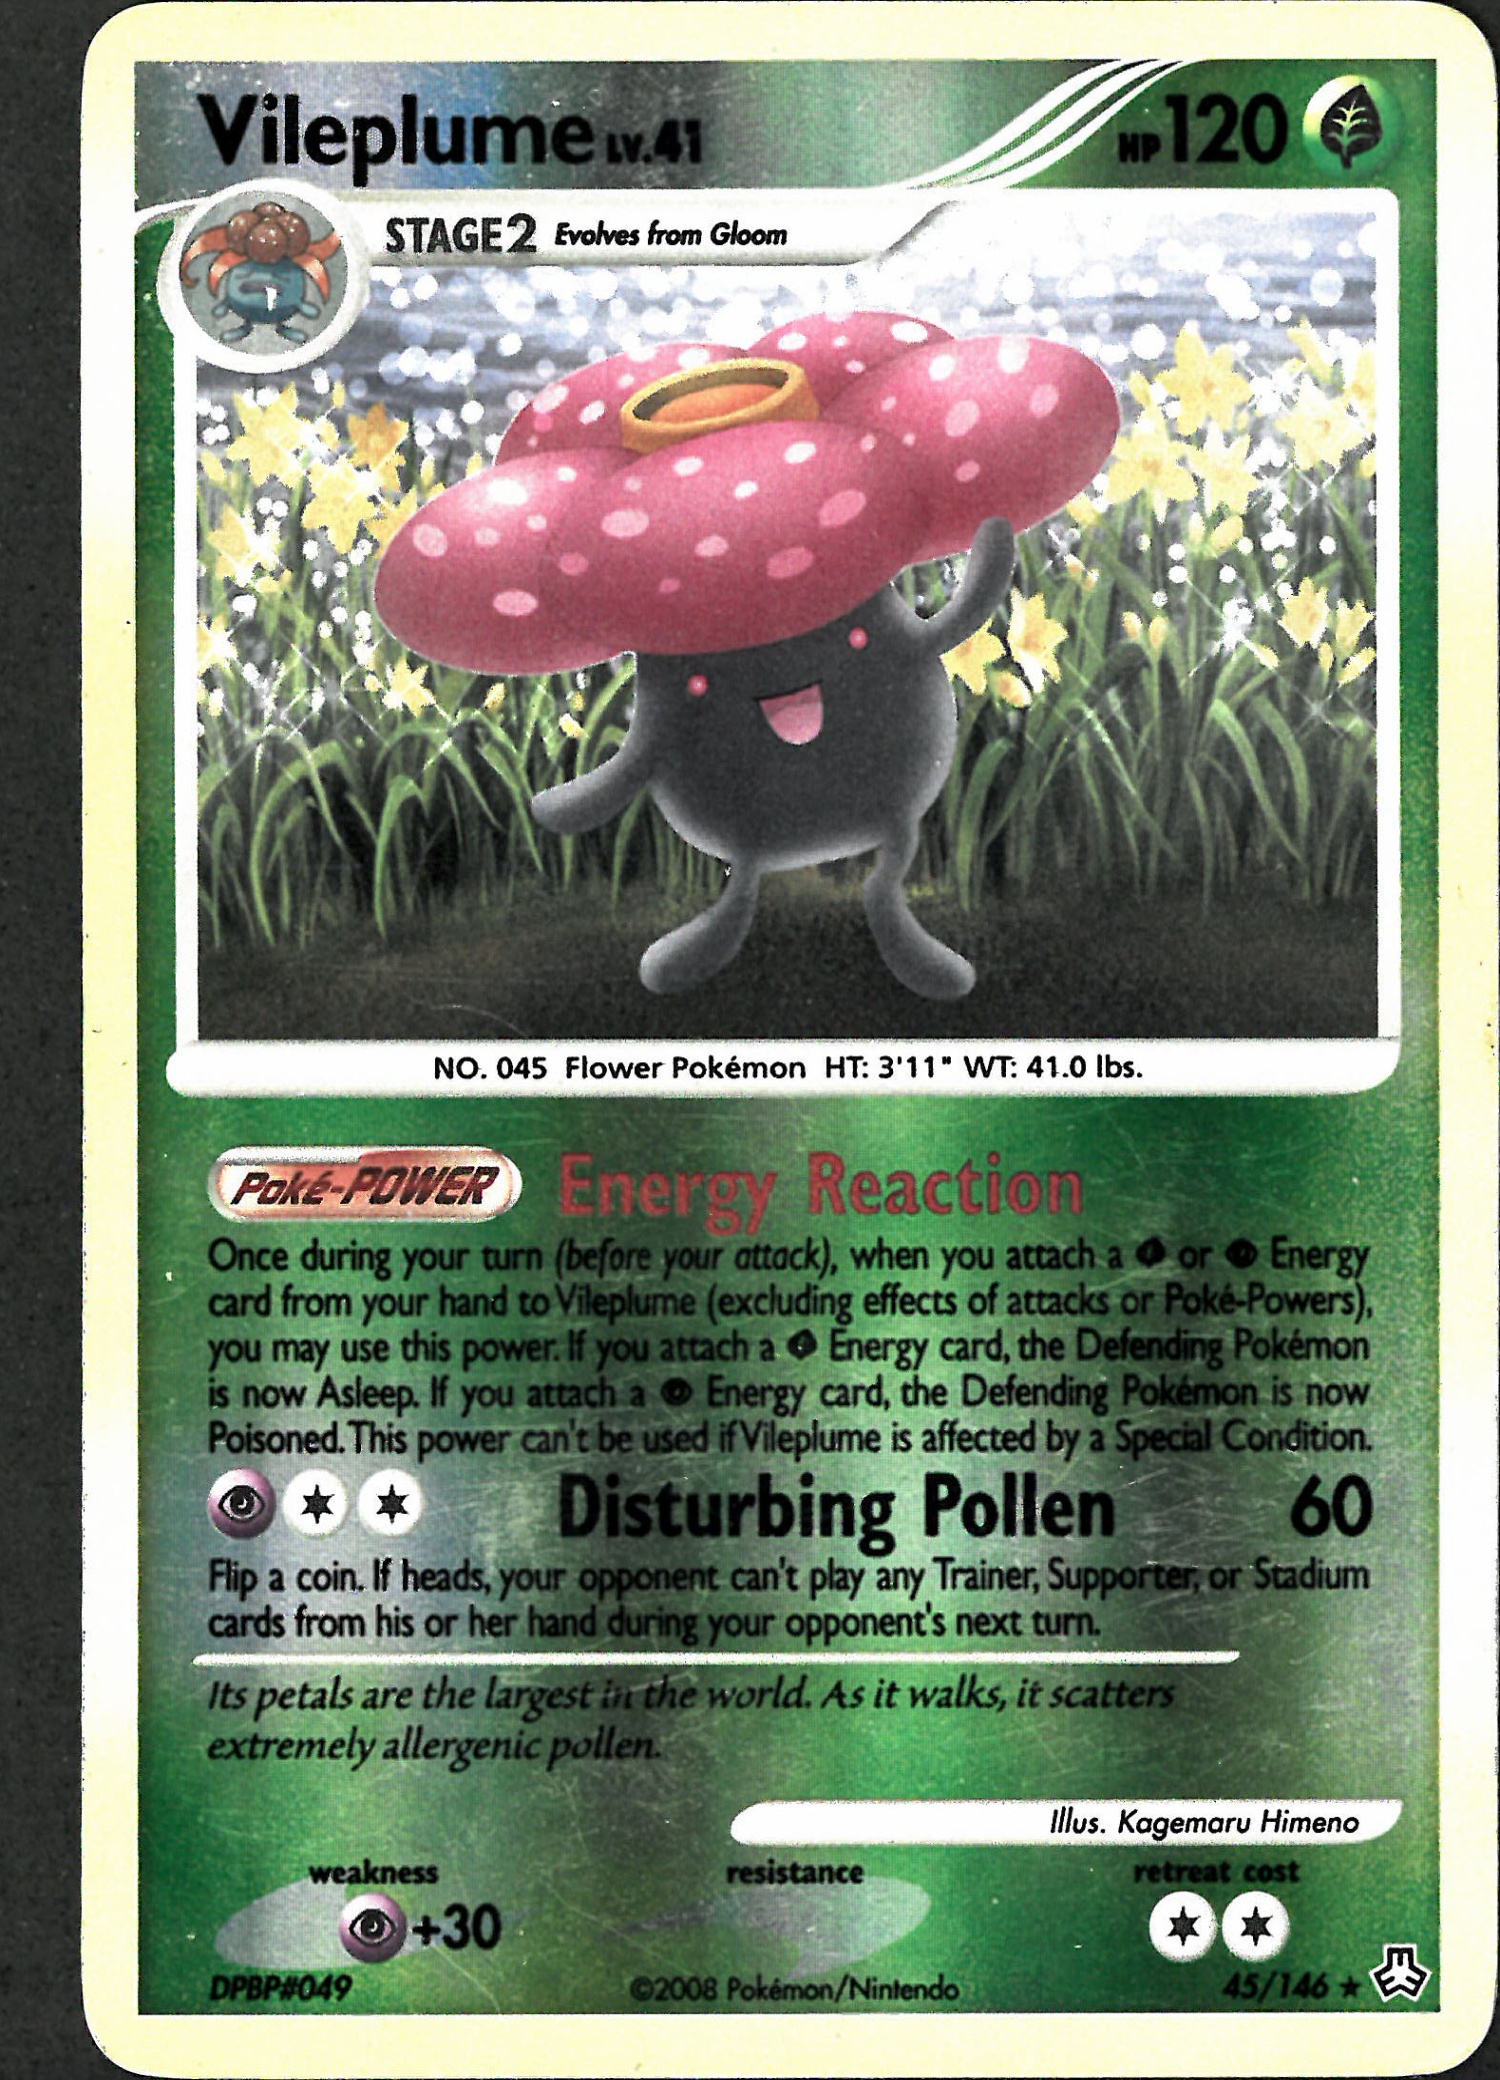 Vileplume LV.41
HP 120
STAGE2 Evolves from Gloom
NO. 045 Flower Pokémon HT: 3'11" WT: 41.0 lbs.
Poké-POWER Energy Reaction
Once during your turn (before your attack), when you attach a or Energy
card from your hand to Vileplume (excluding effects of attacks or Poké-Powers),
you may use this power. If you attach a Energy card, the Defending Pokémon
is now Asleep. If you attach a Energy card, the Defending Pokémon is now
Poisoned. This power can't be used if Vileplume is affected by a Special Condition.
Disturbing Pollen 60
Flip a coin. If heads, your opponent can't play any Trainer, Supporter, or Stadium
cards from his or her hand during your opponent's next turn.
Its petals are the largest in the world. As it walks, it scatters
extremely allergenic pollen.
Illus. Kagemaru Himeno
weakness resistance retreat cost
+30
DPBP#049 ©2008 Pokémon/Nintendo 45/146 ★